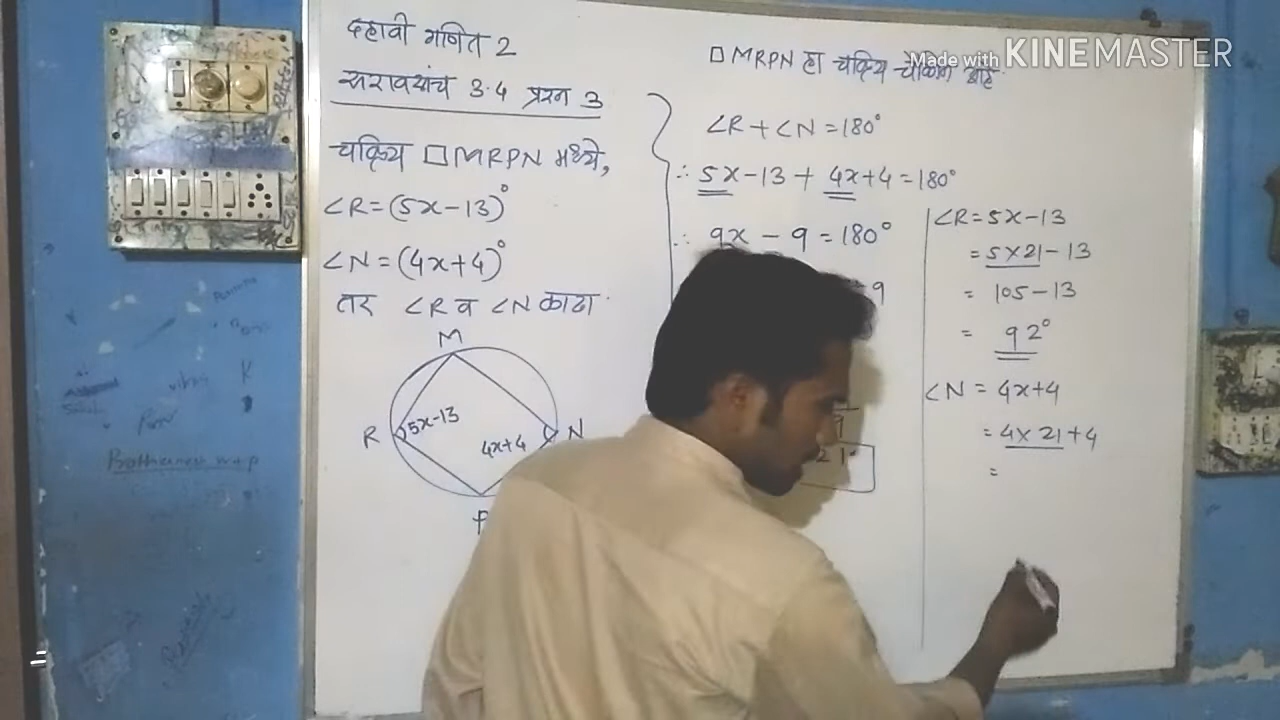 दहावी गणित 2
सरावसंच 3.4 प्रश्न 3
चक्रिय □MRPN मध्ये,
∠R=(5x-13)°
∠N=(4x+4)°
तर ∠R व ∠N काढा.
M
R
5x-13
4x+4
N
□MRPN हा चक्रिय चौकोन आहे.
∠R+∠N=180°
∴ 5x-13+4x+4=180°
∴ 9x-9=180°
9
21°
∠R=5x-13
=5×21-13
= 105-13
= 92°
∠N = 4x+4
=4×21+4
=
Made with KINEMASTER